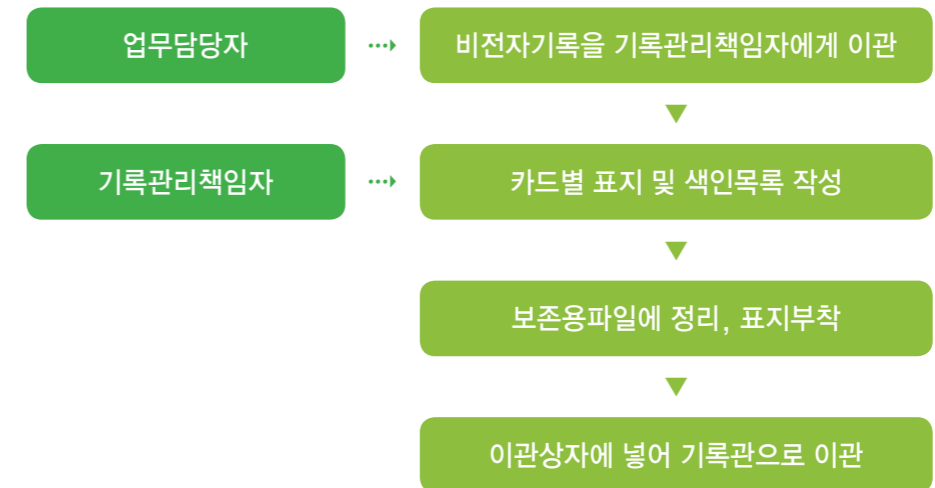 업무담당자
비전자기록을 기록관리책임자에게 이관
기록관리책임자
카드별 표지 및 색인목록 작성
보존용파일에 정리, 표지부착
이관상자에 넣어 기록관으로 이관